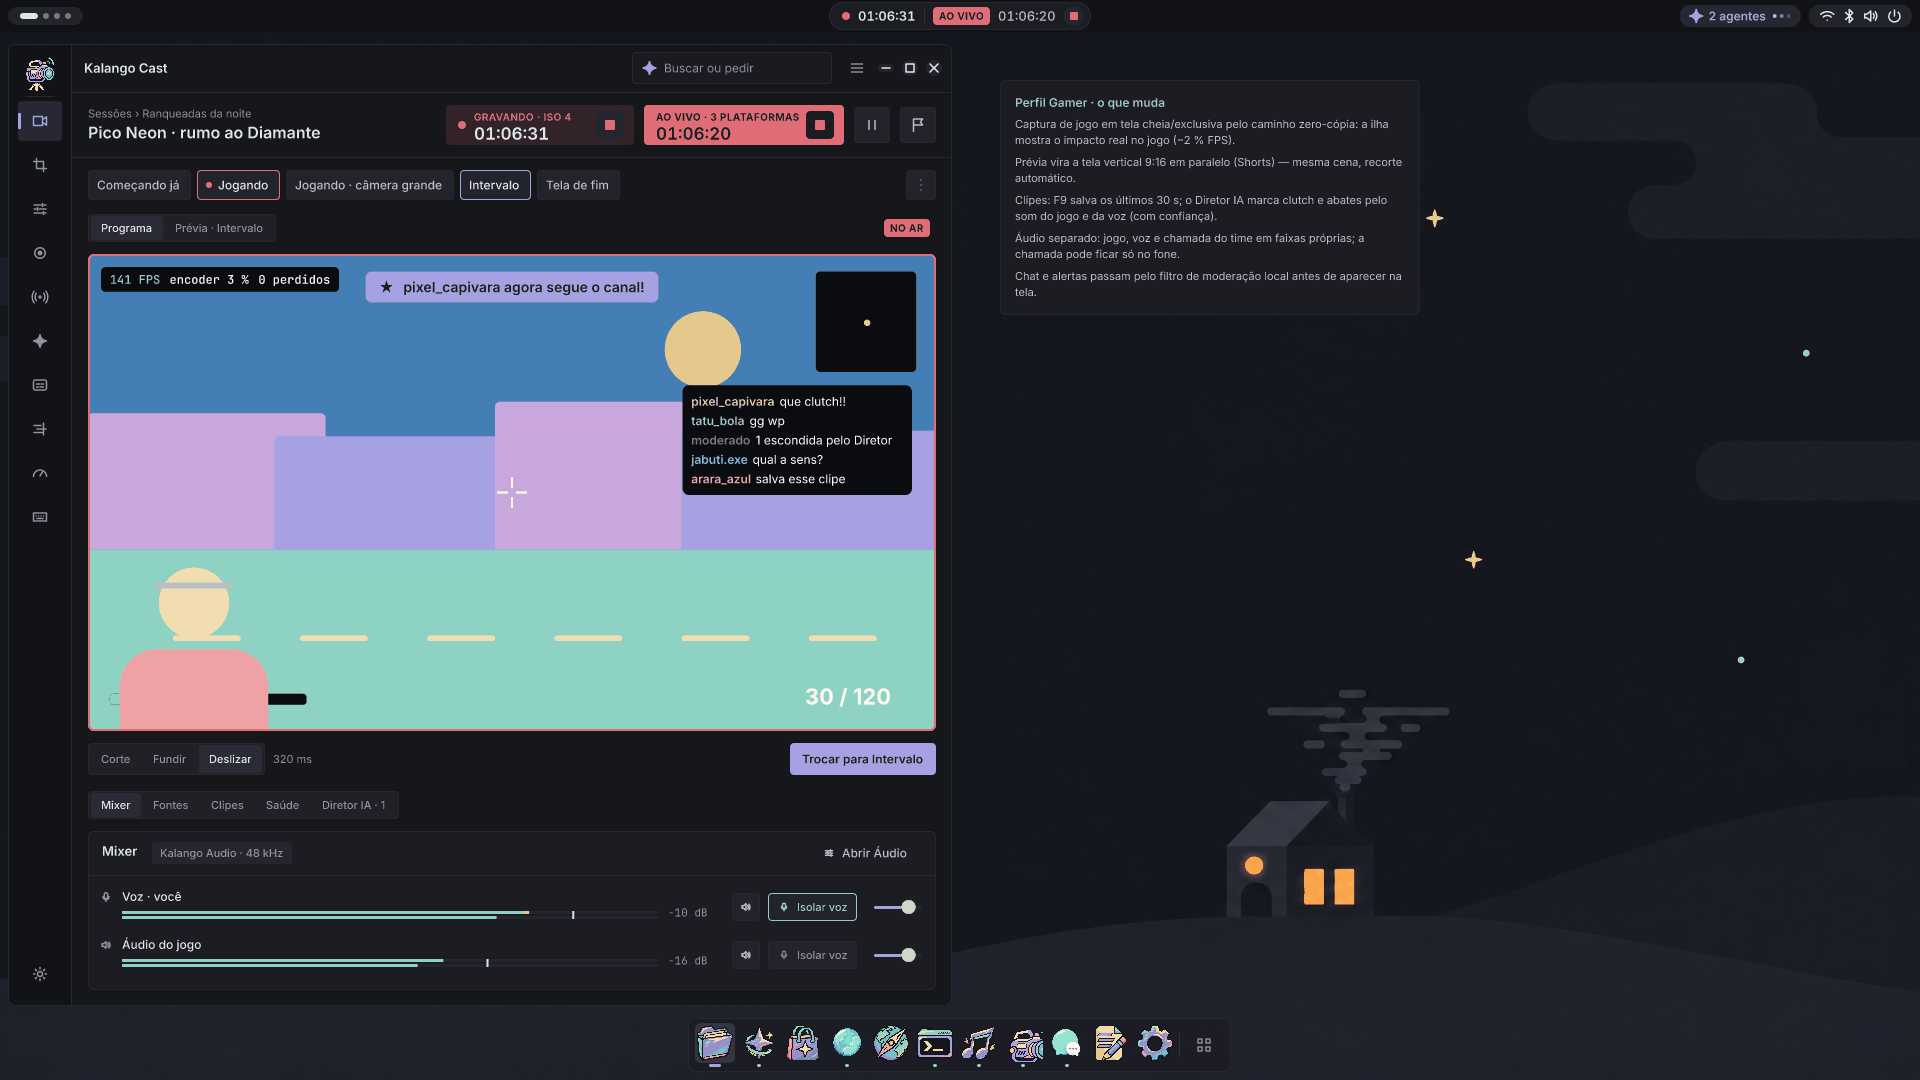 01:06:31 AO VIVO 01:06:20
2 agentes
Kalango Cast
Buscar ou pedir
Sessões › Ranqueadas da noite
Pico Neon · rumo ao Diamante
GRAVANDO · ISO 4
01:06:31
AO VIVO · 3 PLATAFORMAS
01:06:20
Começando já
Jogando
Jogando · câmera grande
Intervalo
Tela de fim
Programa
Prévia · Intervalo
NO AR
141 FPS encoder 3 % 0 perdidos
★ pixel_capivara agora segue o canal!
pixel_capivara que clutch!!
tatu_bola gg wp
moderado 1 escondida pelo Diretor
jabuti.exe qual a sens?
arara_azul salva esse clipe
30 / 120
Corte
Fundir
Deslizar
320 ms
Trocar para Intervalo
Mixer
Fontes
Clipes
Saúde
Diretor IA · 1
Mixer
Kalango Audio · 48 kHz
Abrir Áudio
Voz · você
-10 dB
Isolar voz
Áudio do jogo
-16 dB
Isolar voz
Perfil Gamer · o que muda
Captura de jogo em tela cheia/exclusiva pelo caminho zero-cópia: a ilha
mostra o impacto real no jogo (−2 % FPS).
Prévia vira a tela vertical 9:16 em paralelo (Shorts) — mesma cena, recorte
automático.
Clipes: F9 salva os últimos 30 s; o Diretor IA marca clutch e abates pelo
som do jogo e da voz (com confiança).
Áudio separado: jogo, voz e chamada do time em faixas próprias; a
chamada pode ficar só no fone.
Chat e alertas passam pelo filtro de moderação local antes de aparecer na
tela.